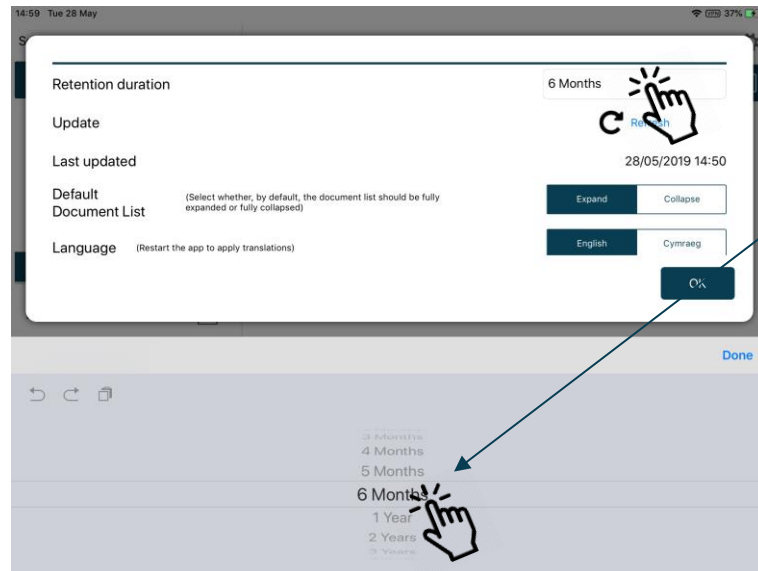 14:59 Tue 28 May
37%
Retention duration
6 Months
Update
Refresh
Last updated
28/05/2019 14:50
Default
Document List
(Select whether, by default, the document list should be fully
expanded or fully collapsed)
Expand
Collapse
Language
(Restart the app to apply translations)
English
Cymraeg
OK
Done
3 Months
4 Months
5 Months
6 Months
1 Year
2 Years
3 Years